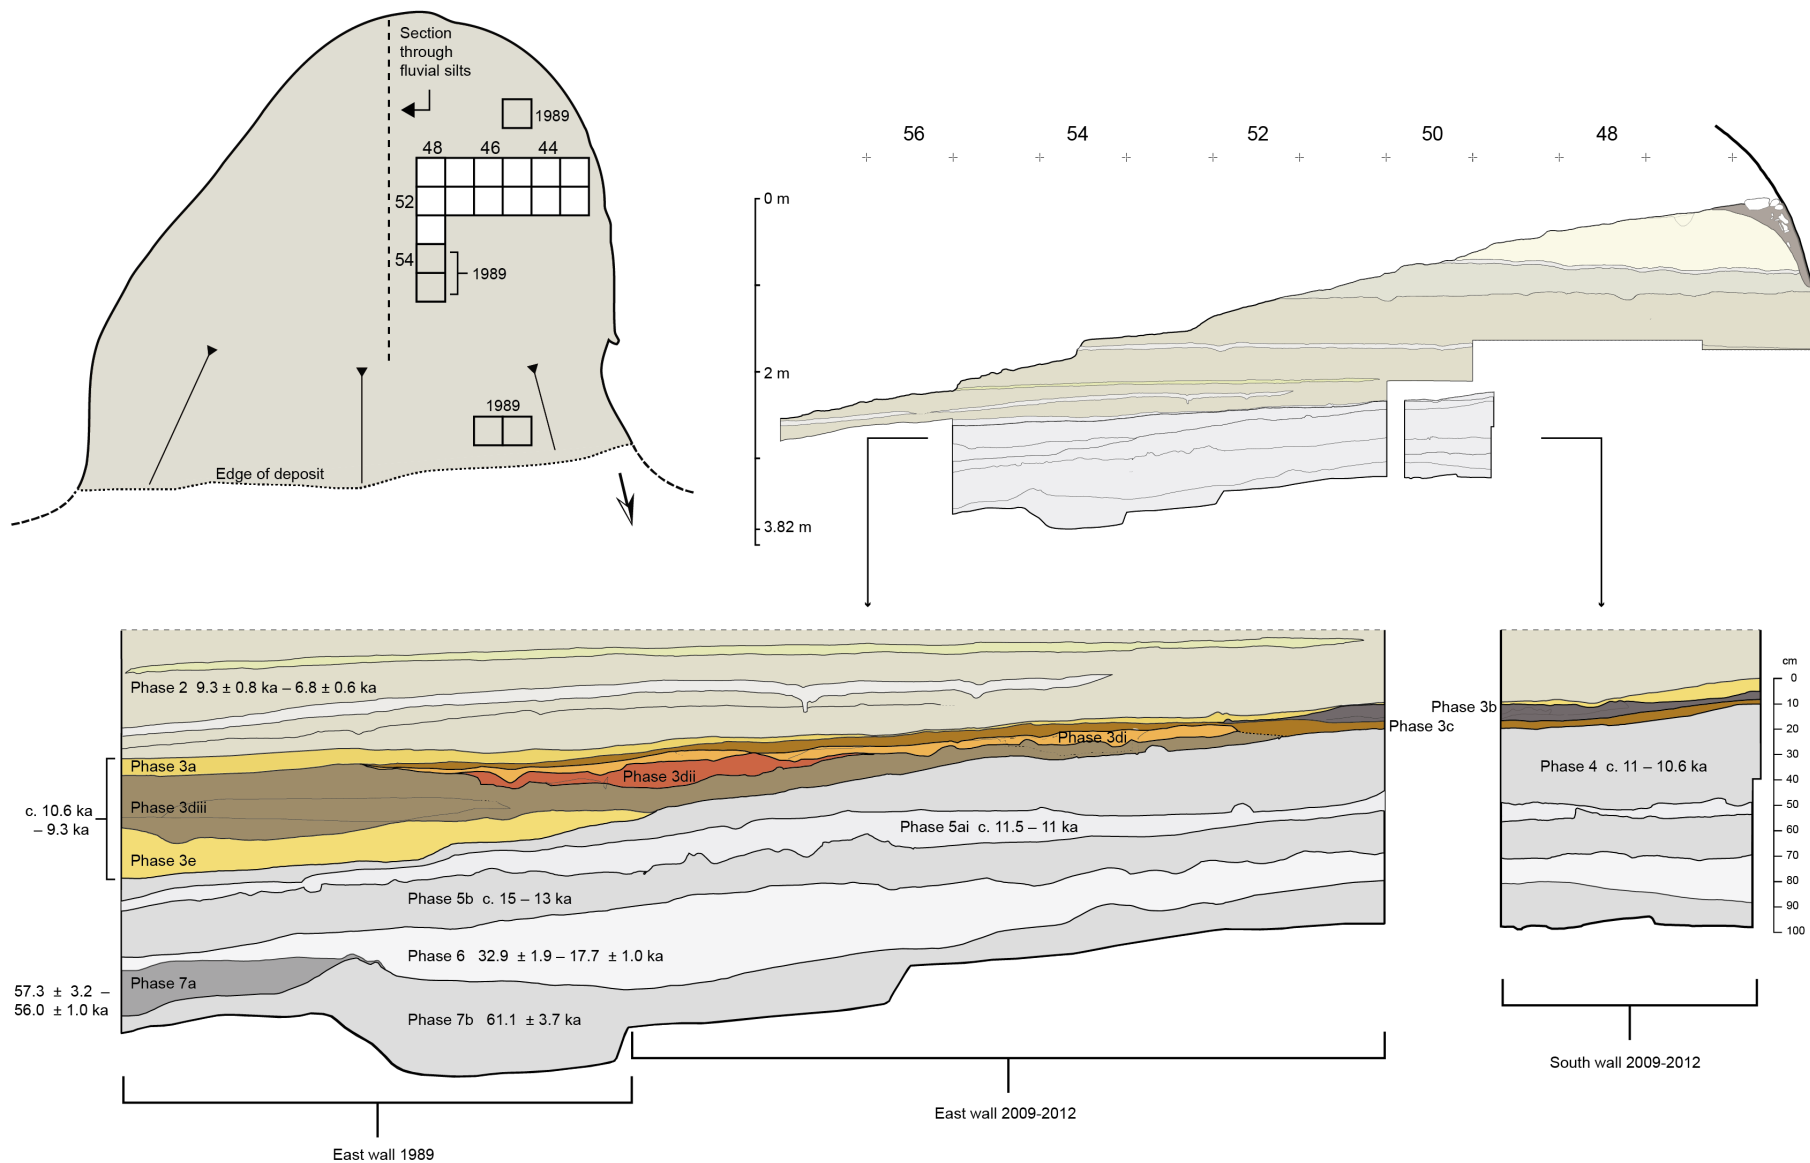 Section
through
fluvial silts
1989
48 46 44
52
54
1989
1989
Edge of deposit
56 54 52 50 48
0 m
2 m
3.82 m
Phase 2 9.3 ± 0.8 ka – 6.8 ± 0.6 ka
Phase 3a
Phase 3di
Phase 3dii
Phase 3diii
Phase 3e
c. 10.6 ka
– 9.3 ka
Phase 5ai c. 11.5 – 11 ka
Phase 5b c. 15 – 13 ka
Phase 6 32.9 ± 1.9 – 17.7 ± 1.0 ka
Phase 7a
57.3 ± 3.2 –
56.0 ± 1.0 ka
Phase 7b 61.1 ± 3.7 ka
Phase 3b
Phase 3c
Phase 4 c. 11 – 10.6 ka
cm
0
10
20
30
40
50
60
70
80
90
100
South wall 2009-2012
East wall 2009-2012
East wall 1989